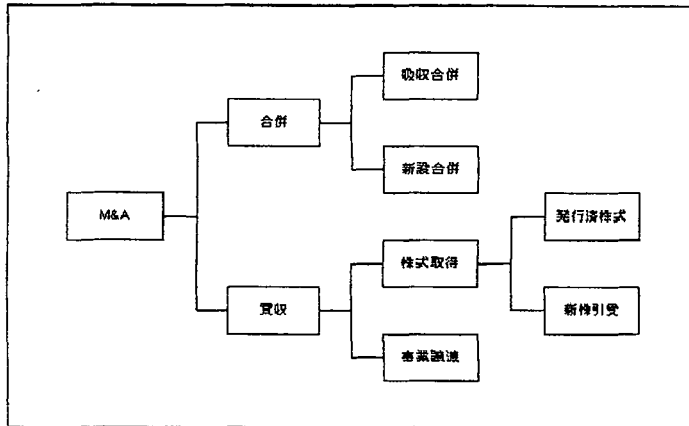 M&A
合併
吸収合併
新設合併
買収
株式取得
発行済株式
新株引受
事業譲渡